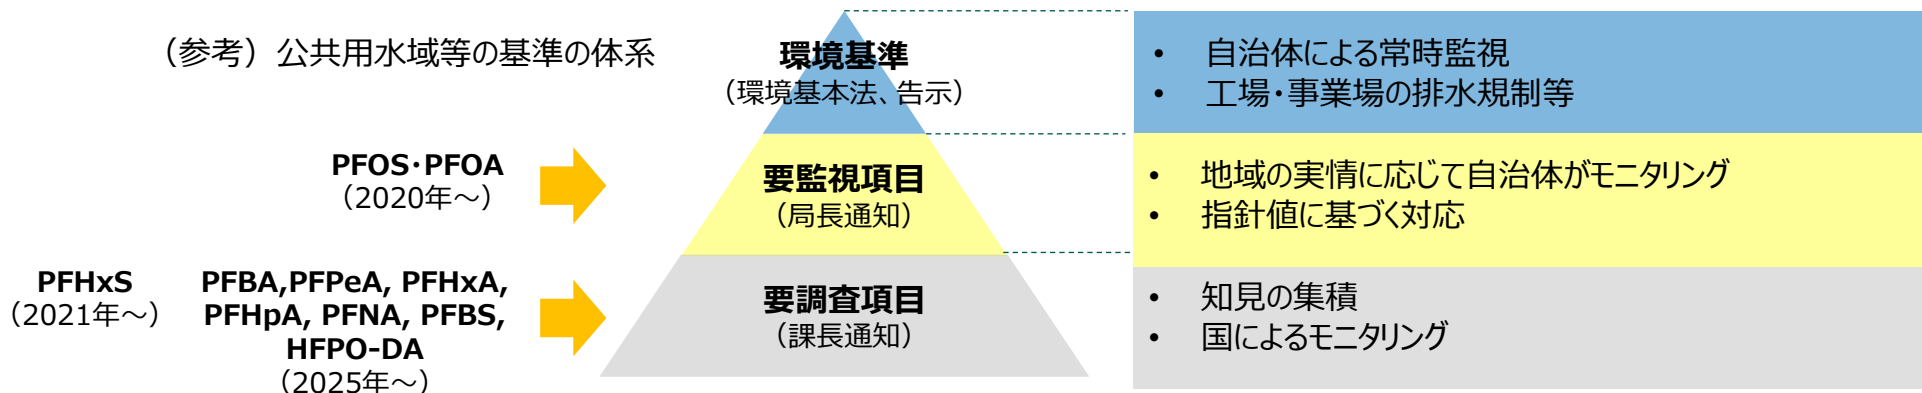 （参考）公共用水域等の基準の体系
環境基準
（環境基本法、告示）
• 自治体による常時監視
• 工場・事業場の排水規制等
PFOS・PFOA
（2020年～）
要監視項目
（局長通知）
• 地域の実情に応じて自治体がモニタリング
• 指針値に基づく対応
PFHxS
（2021年～）
PFBA,PFPeA, PFHxA,
PFHpA, PFNA, PFBS,
HFPO-DA
（2025年～）
要調査項目
（課長通知）
• 知見の集積
• 国によるモニタリング